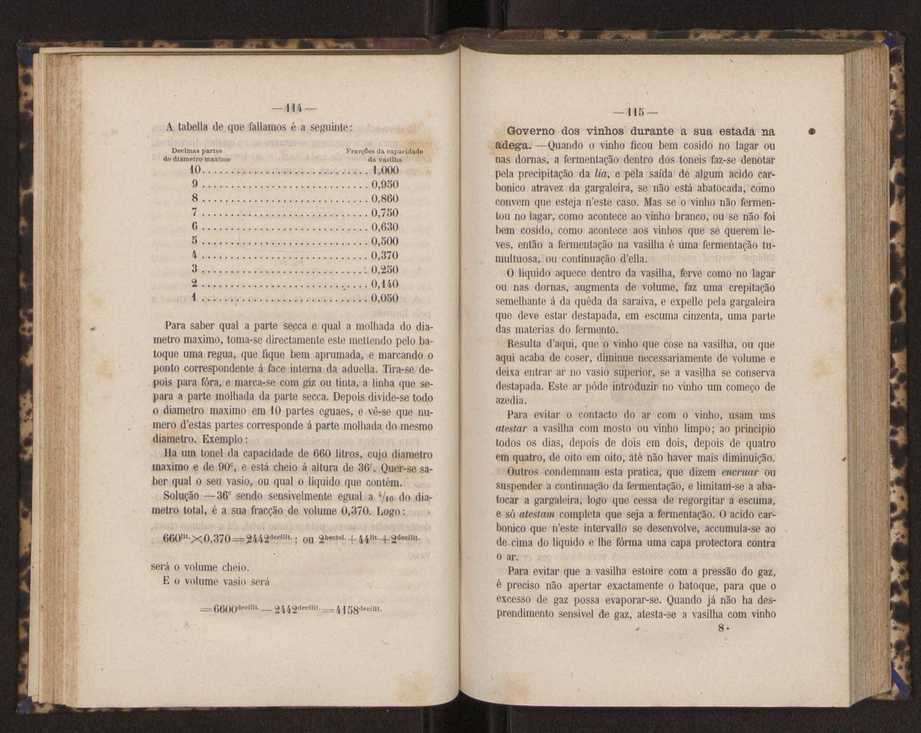 —114—
A tabella de que fallamos é a seguinte:
Decimas partes do diametro maximo
Fracções da capacidade da vasilha
10............................ 1,000
9 ............................ 0,950
8 ............................ 0,860
7 ............................ 0,750
6 ............................ 0,630
5 ............................ 0,500
4 ............................ 0,370
3 ............................ 0,250
2 ............................ 0,140
1 ............................ 0,050
Para saber qual a parte secca e qual a molhada do dia-
metro maximo, toma-se directamente este mettendo pelo ba-
toque uma regua, que fique bem aprumada, e marcando o
ponto correspondente á face interna da aduella. Tira-se de-
pois para fóra, e marca-se com giz ou tinta, a linha que se-
para a parte molhada da parte secca. Depois divide-se todo
o diametro maximo em 10 partes eguaes, e vê-se que nu-
mero d'estas partes corresponde á parte molhada do mesmo
diametro. Exemplo:
Ha um tonel da capacidade de 660 litros, cujo diametro
maximo e de 90c, e está cheio á altura de 36c. Quer-se sa-
ber qual o seu vasio, ou qual o liquido que contém.
Solução —36c sendo sensivelmente egual a 4/10 do dia-
metro total, é a sua fracção de volume 0,370. Logo:
660lit.×0,370=2442decilit.; ou 2hectol.+44lit.+2decilit.
será o volume cheio.
E o volume vasio será
=6600decilit.—2442decilit.=4158decilit.
—115—
Governo dos vinhos durante a sua estada na
adega. —Quando o vinho ficou bem cosido no lagar ou
nas dornas, a fermentação dentro dos toneis faz-se denotar
pela precipitação da lia, e pela saída de algum acido car-
bonico atravez da gargaleira, se não está abatocada, como
convem que esteja n'este caso. Mas se o vinho não fermen-
tou no lagar, como acontece ao vinho branco, ou se não foi
bem cosido, como acontece aos vinhos que se querem le-
ves, então a fermentação na vasilha é uma fermentação tu-
multuosa, ou continuação d'ella.
O liquido aquece dentro da vasilha, ferve como no lagar
ou nas dornas, augmenta de volume, faz uma crepitação
semelhante á da quéda da saraiva, e expelle pela gargaleira
que deve estar destapada, em escuma cinzenta, uma parte
das materias do fermento.
Resulta d'aqui, que o vinho que cose na vasilha, ou que
aqui acaba de coser, diminue necessariamente de volume e
deixa entrar ar no vasio superior, se a vasilha se conserva
destapada. Este ar póde introduzir no vinho um começo de
azedia.
Para evitar o contacto do ar com o vinho, usam uns
atestar a vasilha com mosto ou vinho limpo; ao principio
todos os dias, depois de dois em dois, depois de quatro
em quatro, de oito em oito, até não haver mais diminuição.
Outros condemnam esta pratica, que dizem encruar ou
suspender a continuação da fermentação, e limitam-se a aba-
tocar a gargaleira, logo que cessa de regorgitar a escuma,
e só atestam completa que seja a fermentação. O acido car-
bonico que n'este intervallo se desenvolve, accumula-se ao
de cima do liquido e lhe fórma uma capa protectora contra
o ar.
Para evitar que a vasilha estoire com a pressão do gaz,
é preciso não apertar exactamente o batoque, para que o
excesso de gaz possa evaporar-se. Quando já não ha des-
prendimento sensivel de gaz, atesta-se a vasilha com vinho
8